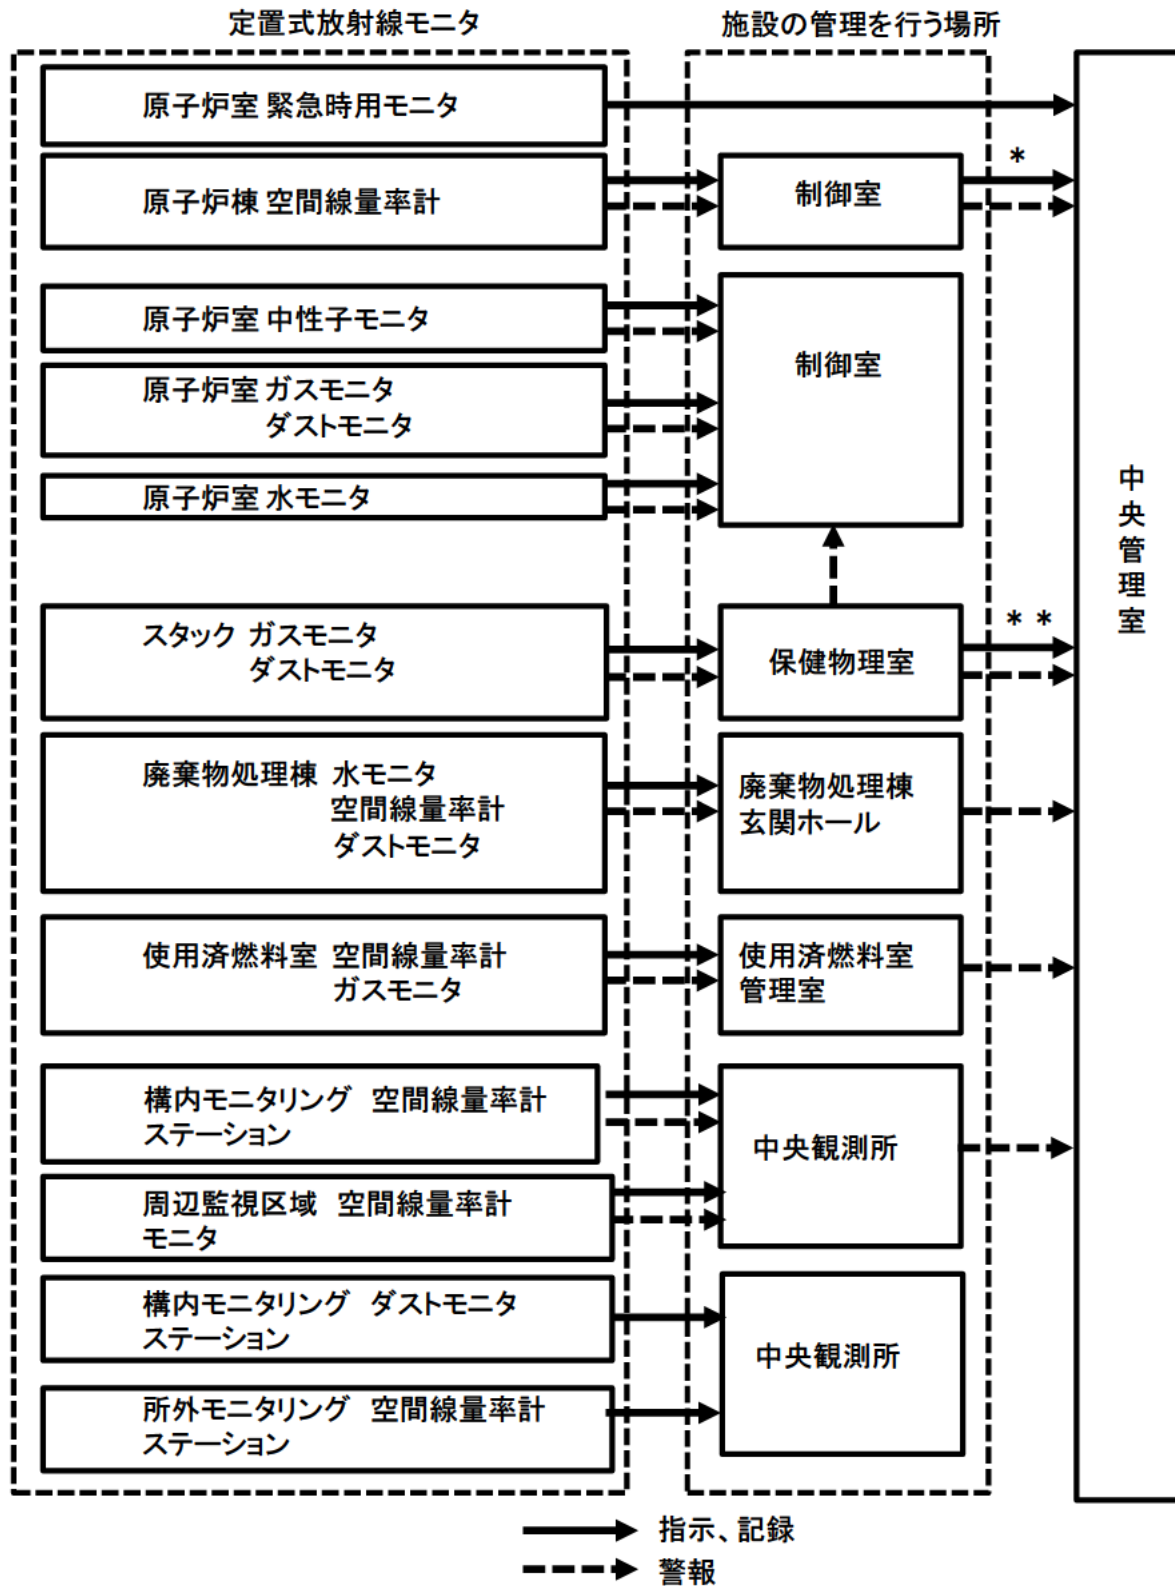 定置式放射線モニタ
施設の管理を行う場所
原子炉室 緊急時用モニタ
原子炉棟 空間線量率計
制御室
*
原子炉室 中性子モニタ
原子炉室 ガスモニタ
ダストモニタ
原子炉室 水モニタ
制御室
スタック ガスモニタ
ダストモニタ
保健物理室
* *
廃棄物処理棟 水モニタ
空間線量率計
ダストモニタ
廃棄物処理棟
玄関ホール
使用済燃料室 空間線量率計
ガスモニタ
使用済燃料室
管理室
構内モニタリング 空間線量率計
ステーション
周辺監視区域 空間線量率計
モニタ
中央観測所
構内モニタリング ダストモニタ
ステーション
所外モニタリング 空間線量率計
ステーション
中央観測所
中央管理室
指示、記録
警報